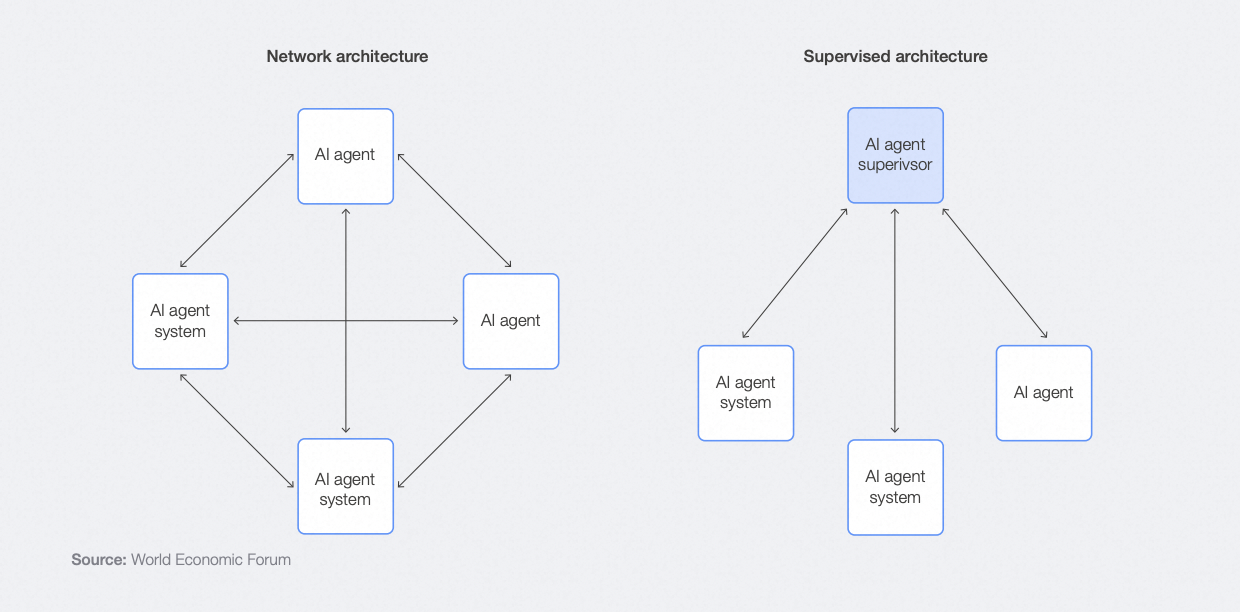 Network architecture
AI agent
AI agent
system
AI agent
AI agent
system
Supervised architecture
AI agent
superivsor
AI agent
system
AI agent
AI agent
system
Source: World Economic Forum